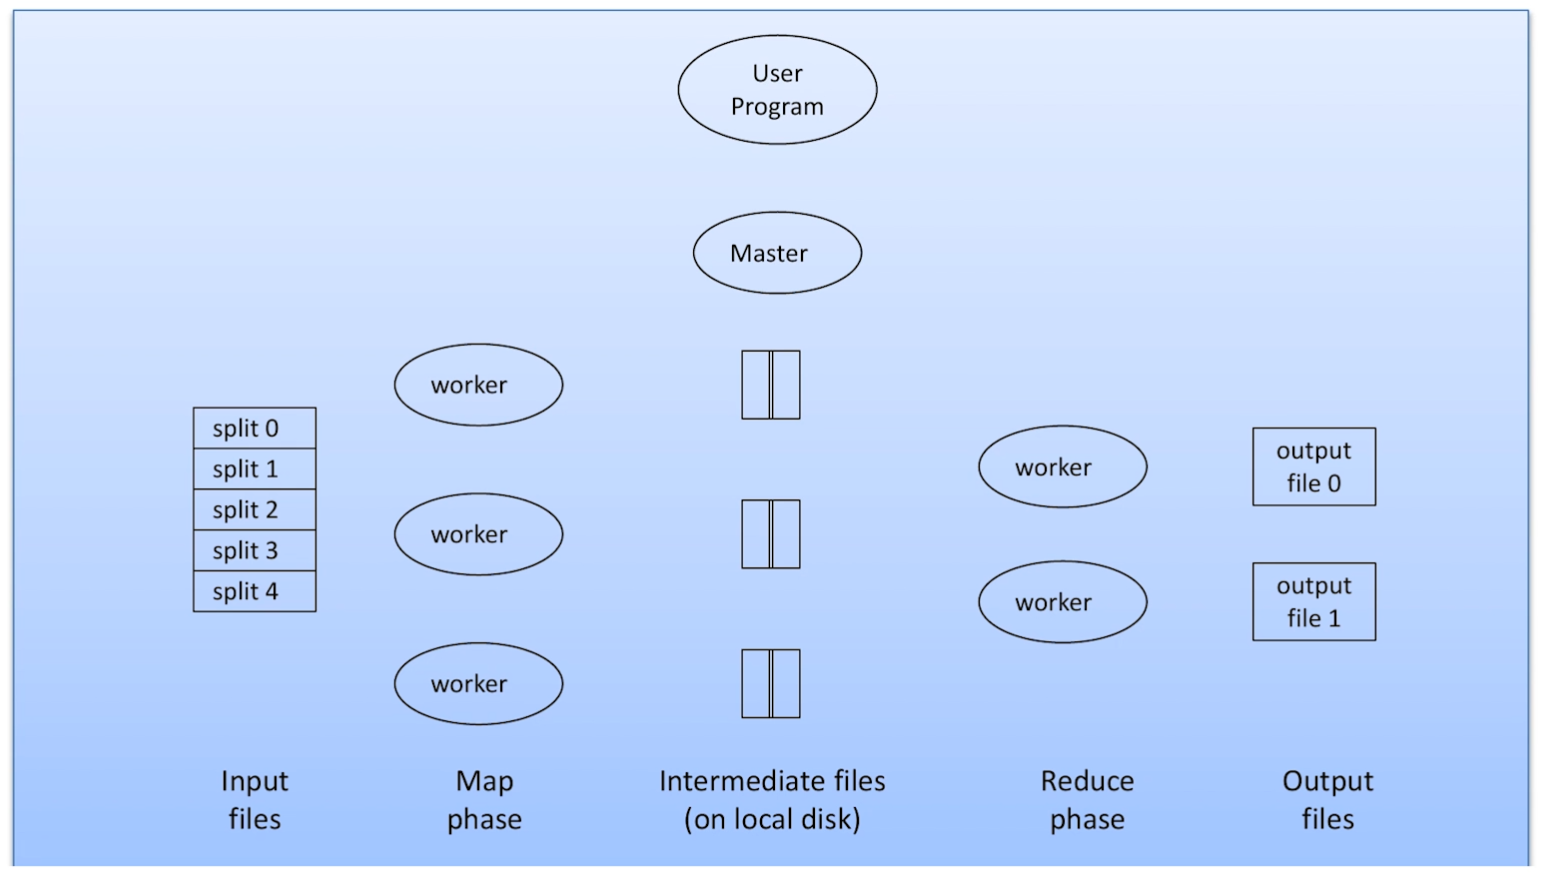 User
Program
Master
worker
split 0
split 1
split 2
split 3
split 4
worker
worker
worker
output
file 0
worker
output
file 1
Input
files
Map
phase
Intermediate files
(on local disk)
Reduce
phase
Output
files